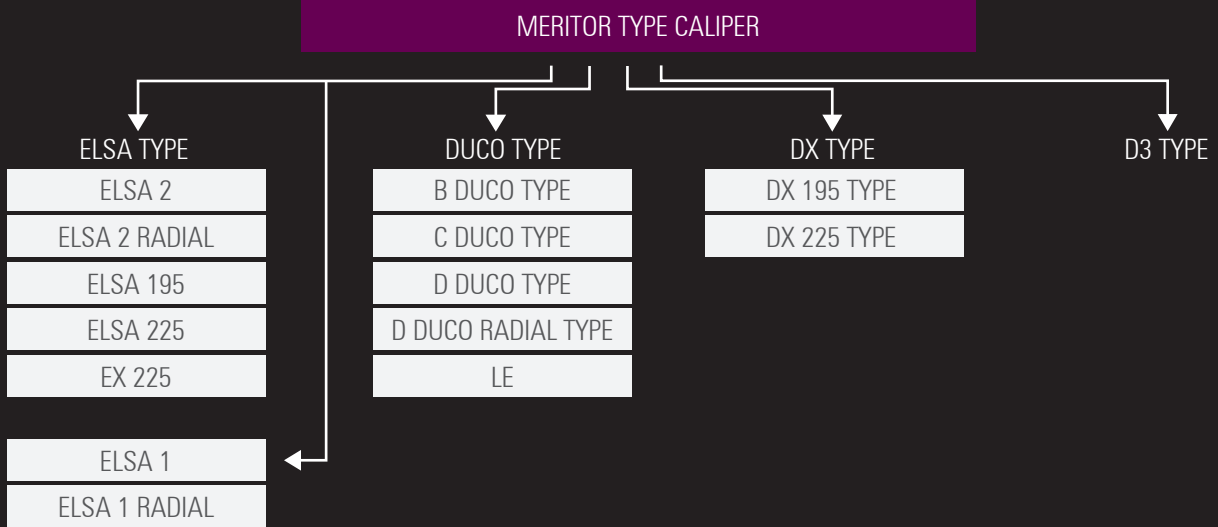 MERITOR TYPE CALIPER
ELSA TYPE
ELSA 2
ELSA 2 RADIAL
ELSA 195
ELSA 225
EX 225
ELSA 1
ELSA 1 RADIAL
DUCO TYPE
B DUCO TYPE
C DUCO TYPE
D DUCO TYPE
D DUCO RADIAL TYPE
LE
DX TYPE
DX 195 TYPE
DX 225 TYPE
D3 TYPE